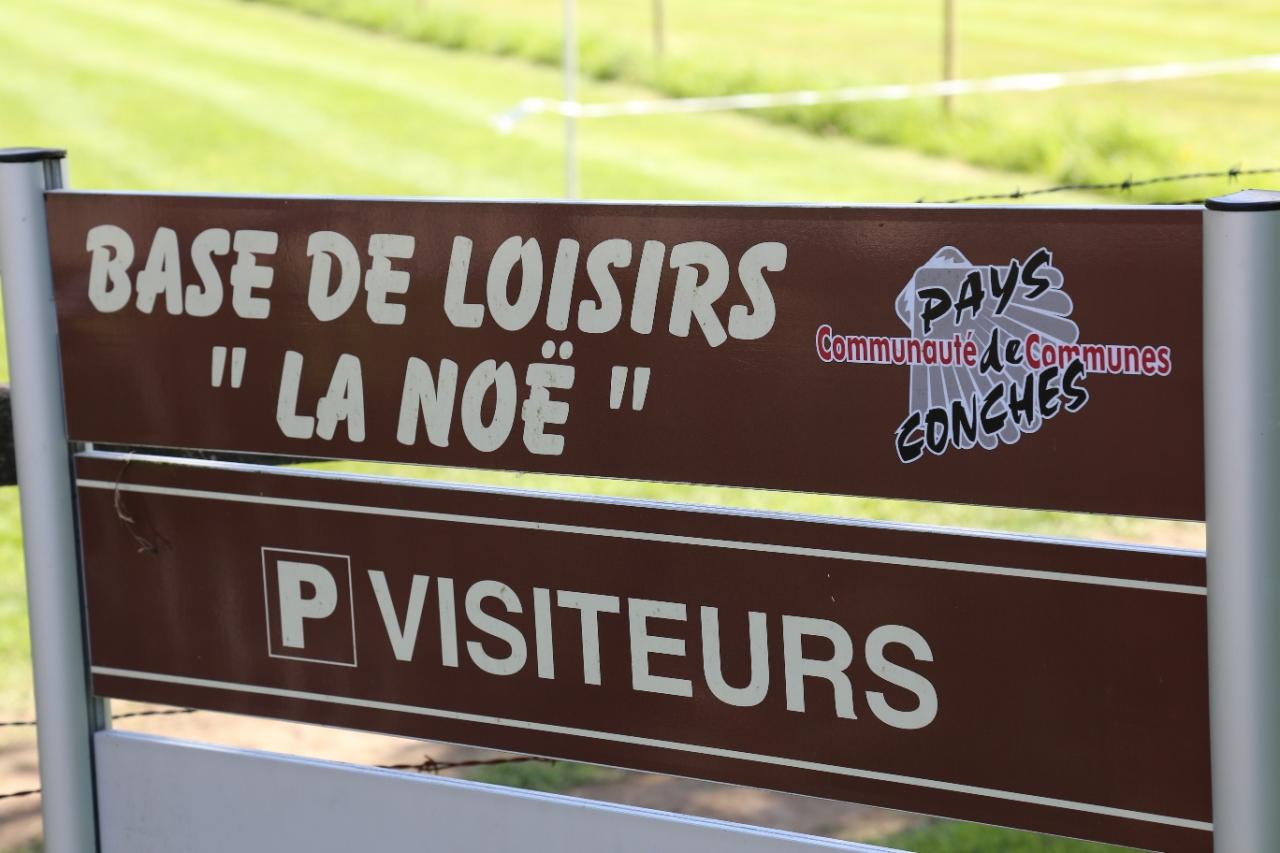 BASE DE LOISIRS
" LA NOË "
PAYS
Communauté de Communes
CONCHES
P VISITEURS